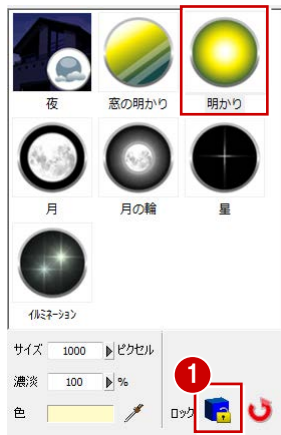 夜 窓の明かり 明かり
月 月の輪 星
イルミネーション
サイズ 1000 ピクセル
濃淡 100 %
1
色 ロック